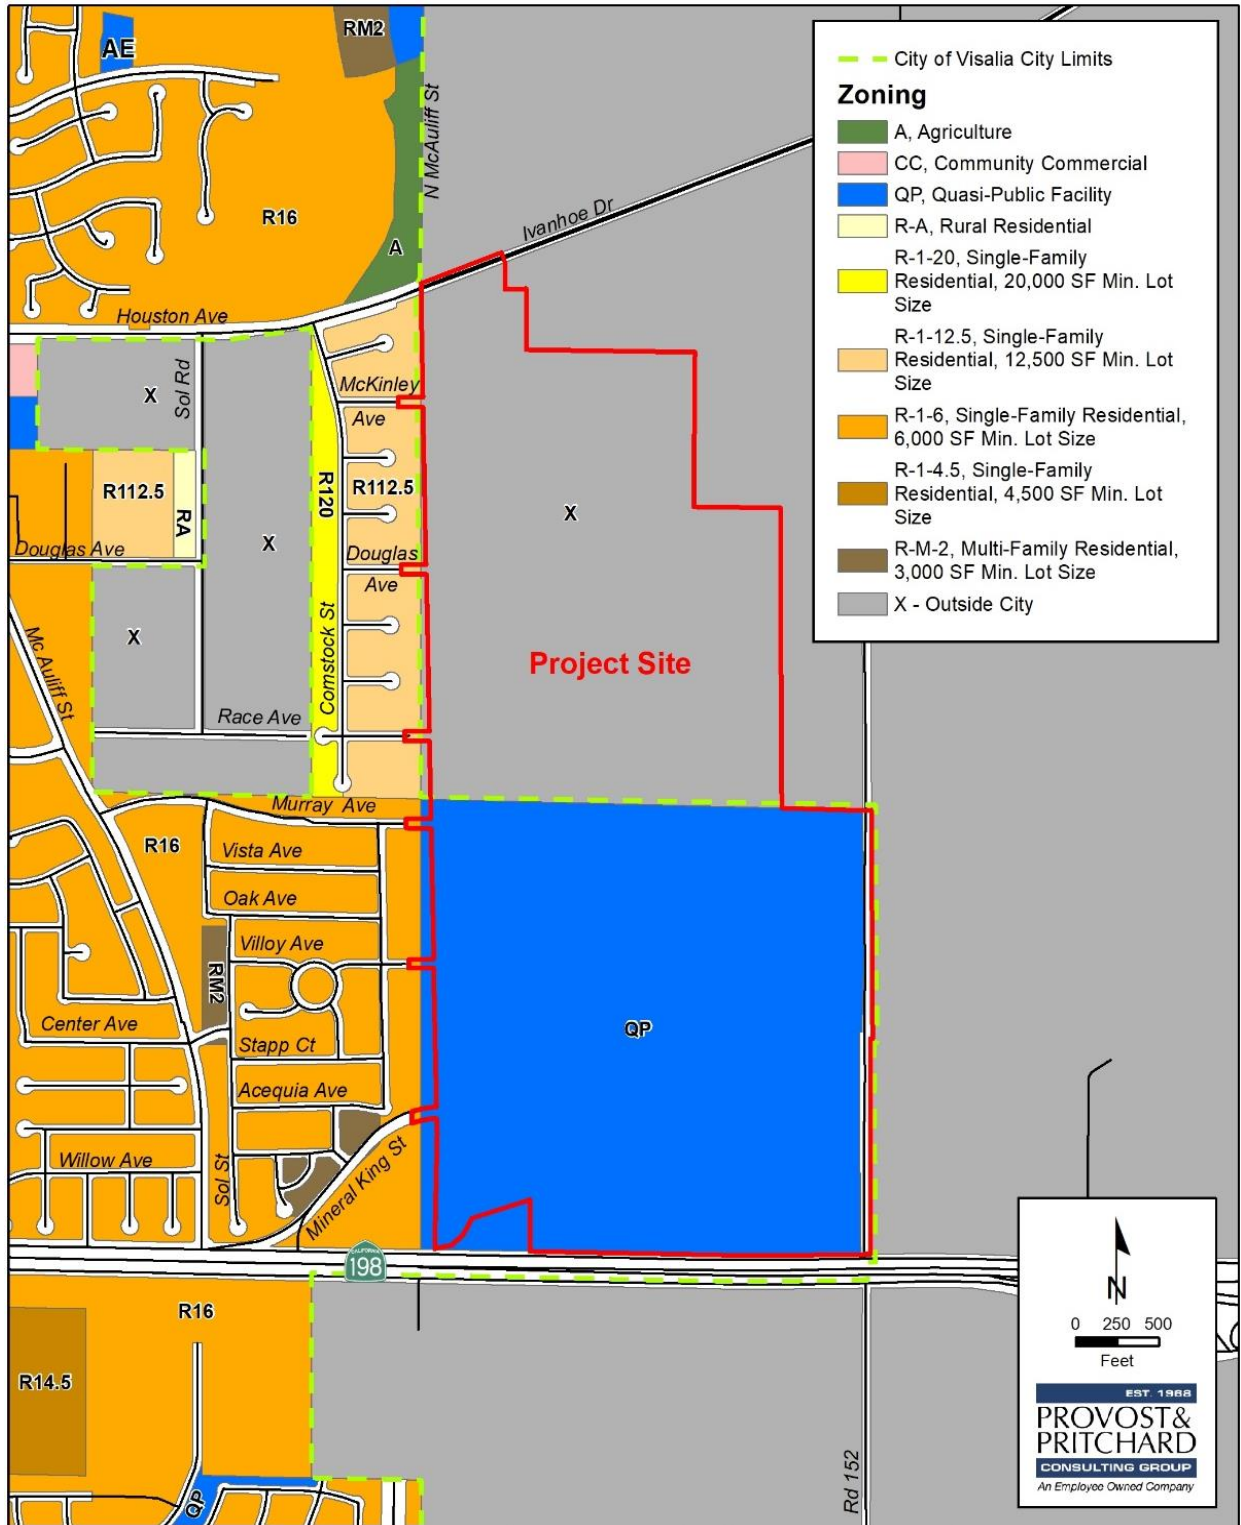 AE
RM2
N McAuliff St
R16
A
Ivanhoe Dr
Houston Ave
City of Visalia City Limits
Zoning
A, Agriculture
CC, Community Commercial
QP, Quasi-Public Facility
R-A, Rural Residential
R-1-20, Single-Family
Residential, 20,000 SF Min. Lot
Size
R-1-12.5, Single-Family
Residential, 12,500 SF Min. Lot
Size
R-1-6, Single-Family Residential,
6,000 SF Min. Lot Size
R-1-4.5, Single-Family
Residential, 4,500 SF Min. Lot
Size
R-M-2, Multi-Family Residential,
3,000 SF Min. Lot Size
X - Outside City
X
Sol Rd
McKinley
Ave
R112.5
RA
R120
R112.5
X
X
Douglas Ave
Douglas
Ave
X
Mc Auliff St
Comstock St
Project Site
Race Ave
Murray Ave
R16
Vista Ave
Oak Ave
Villoy Ave
RM2
Center Ave
Stapp Ct
QP
Acequia Ave
Willow Ave
Sol St
Mineral King St
CALIFORNIA
198
R16
R14.5
QP
Rd 152
N
0 250 500
Feet
EST. 1968
PROVOST&
PRITCHARD
CONSULTING GROUP
An Employee Owned Company